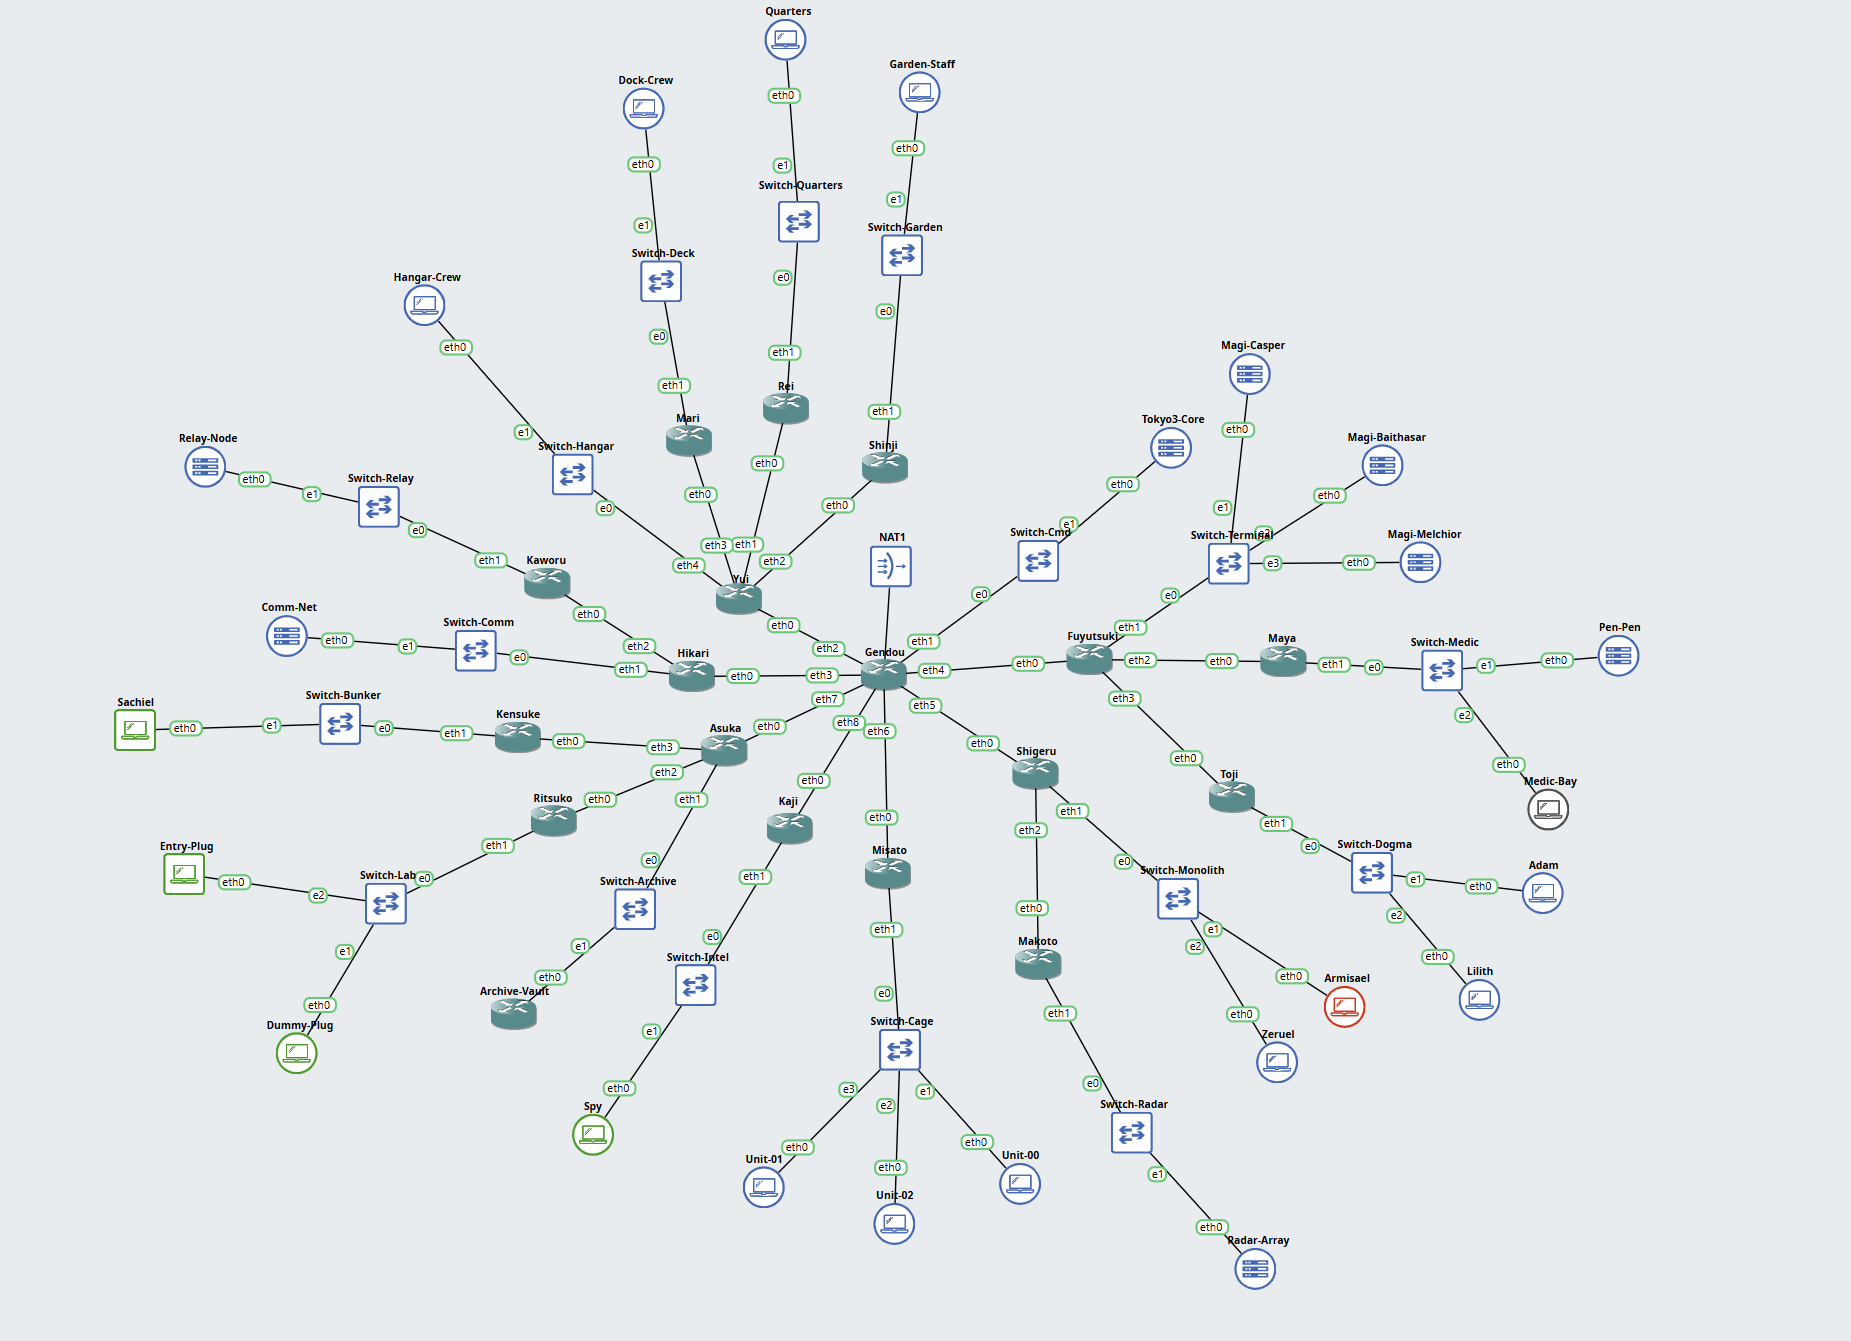 Quarters
eth0
e1
Switch-Quarters
e0
eth1
Rei
eth0
eth1
Garden-Staff
eth0
e1
Switch-Garden
e0
eth1
Shinji
eth0
eth2
Dock-Crew
eth0
e1
Switch-Deck
e0
eth1
Mari
eth0
eth3
Hangar-Crew
eth0
e1
Switch-Hangar
e0
eth4
Yui
eth0
eth2
Relay-Node
eth0
e1
Switch-Relay
e0
eth1
Kaworu
eth0
eth2
Comm-Net
eth0
e1
Switch-Comm
e0
eth1
Hikari
eth0
eth3
NAT1
Gendou
Tokyo3-Core
eth0
e1
Switch-Cmd
e0
eth1
Magi-Casper
eth0
e1
Magi-Baithasar
eth0
e2
Switch-Terminal
Magi-Melchior
eth0
e3
e0
eth1
Fuyutsuki
eth0
eth4
eth2
eth0
Maya
eth1
e0
Switch-Medic
e1
eth0
Pen-Pen
e2
eth0
Medic-Bay
eth3
eth0
Toji
eth1
e0
Switch-Dogma
e1
eth0
Adam
e2
eth0
Lilith
eth5
eth0
Shigeru
eth1
e0
Switch-Monolith
e1
eth0
Armisael
e2
eth0
Zeruel
eth2
eth0
Makoto
eth1
e0
Switch-Radar
e1
eth0
Radar-Array
eth6
eth0
Misato
eth1
e0
Switch-Cage
e3
eth0
Unit-01
e2
eth0
Unit-02
e1
eth0
Unit-00
eth8
eth0
Kaji
eth1
e0
Switch-Intel
e1
eth0
Spy
eth7
eth0
Asuka
eth1
e0
Switch-Archive
e1
eth0
Archive-Vault
eth2
eth0
Ritsuko
eth1
e0
Switch-Lab
e2
eth0
Entry-Plug
e1
eth0
Dummy-Plug
eth3
eth0
Kensuke
eth1
e0
Switch-Bunker
e1
eth0
Sachiel